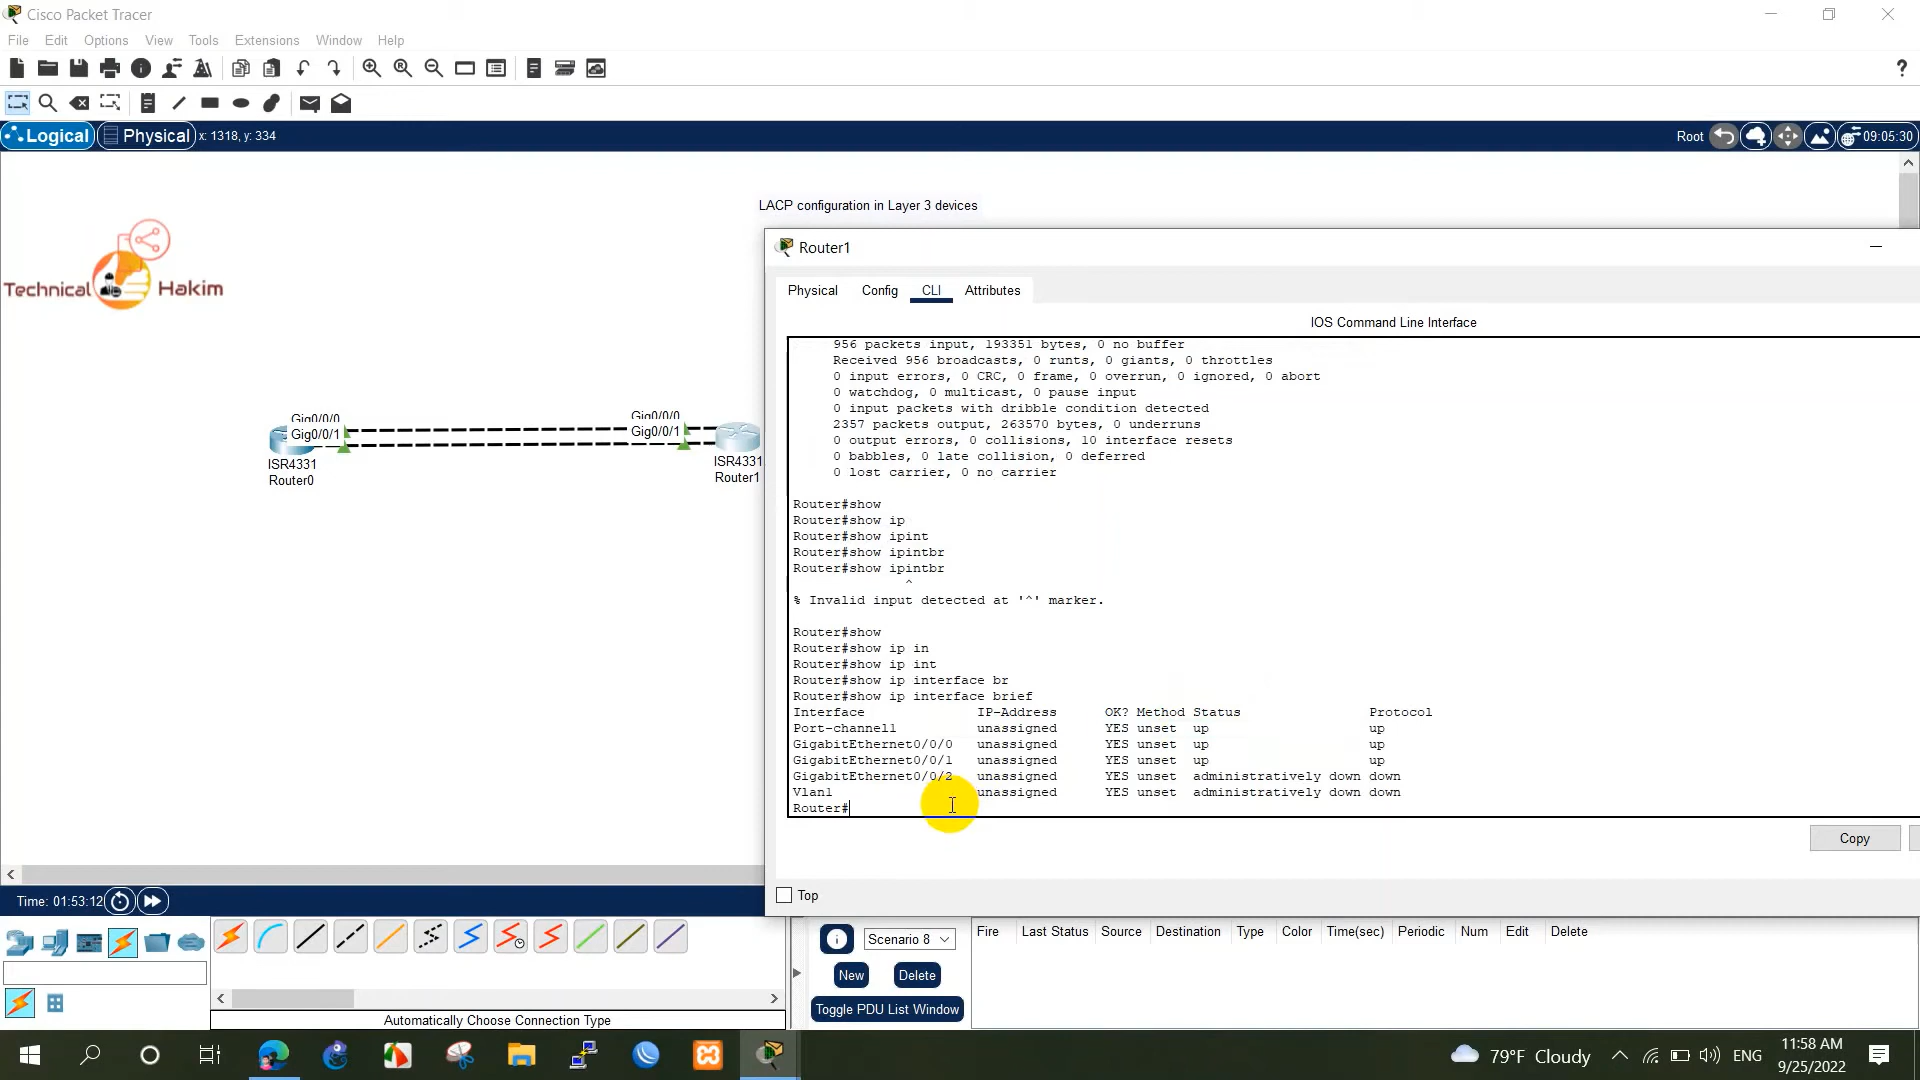 Cisco Packet Tracer
File Edit Options View Tools Extensions Window Help
?
Logical Physical x: 1318, y: 334 Root 09:05:30
LACP configuration in Layer 3 devices
Technical Hakim
Gig0/0/0
Gig0/0/1
ISR4331
Router0
Gig0/0/0
Gig0/0/1
ISR4331
Router1
Router1
Physical Config CLI Attributes
IOS Command Line Interface
956 packets input, 193351 bytes, 0 no buffer
Received 956 broadcasts, 0 runts, 0 giants, 0 throttles
0 input errors, 0 CRC, 0 frame, 0 overrun, 0 ignored, 0 abort
0 watchdog, 0 multicast, 0 pause input
0 input packets with dribble condition detected
2357 packets output, 263570 bytes, 0 underruns
0 output errors, 0 collisions, 10 interface resets
0 babbles, 0 late collision, 0 deferred
0 lost carrier, 0 no carrier
Router#show
Router#show ip
Router#show ipint
Router#show ipintbr
Router#show ipintbr
^
% Invalid input detected at '^' marker.
Router#show
Router#show ip in
Router#show ip int
Router#show ip interface br
Router#show ip interface brief
Interface IP-Address OK? Method Status Protocol
Port-channel1 unassigned YES unset up up
GigabitEthernet0/0/0 unassigned YES unset up up
GigabitEthernet0/0/1 unassigned YES unset up up
GigabitEthernet0/0/2 unassigned YES unset administratively down down
Vlan1 unassigned YES unset administratively down down
Router#
Copy
Top
Time: 01:53:12
Scenario 8
New Delete
Toggle PDU List Window
Fire Last Status Source Destination Type Color Time(sec) Periodic Num Edit Delete
Automatically Choose Connection Type
79°F Cloudy ENG
11:58 AM
9/25/2022